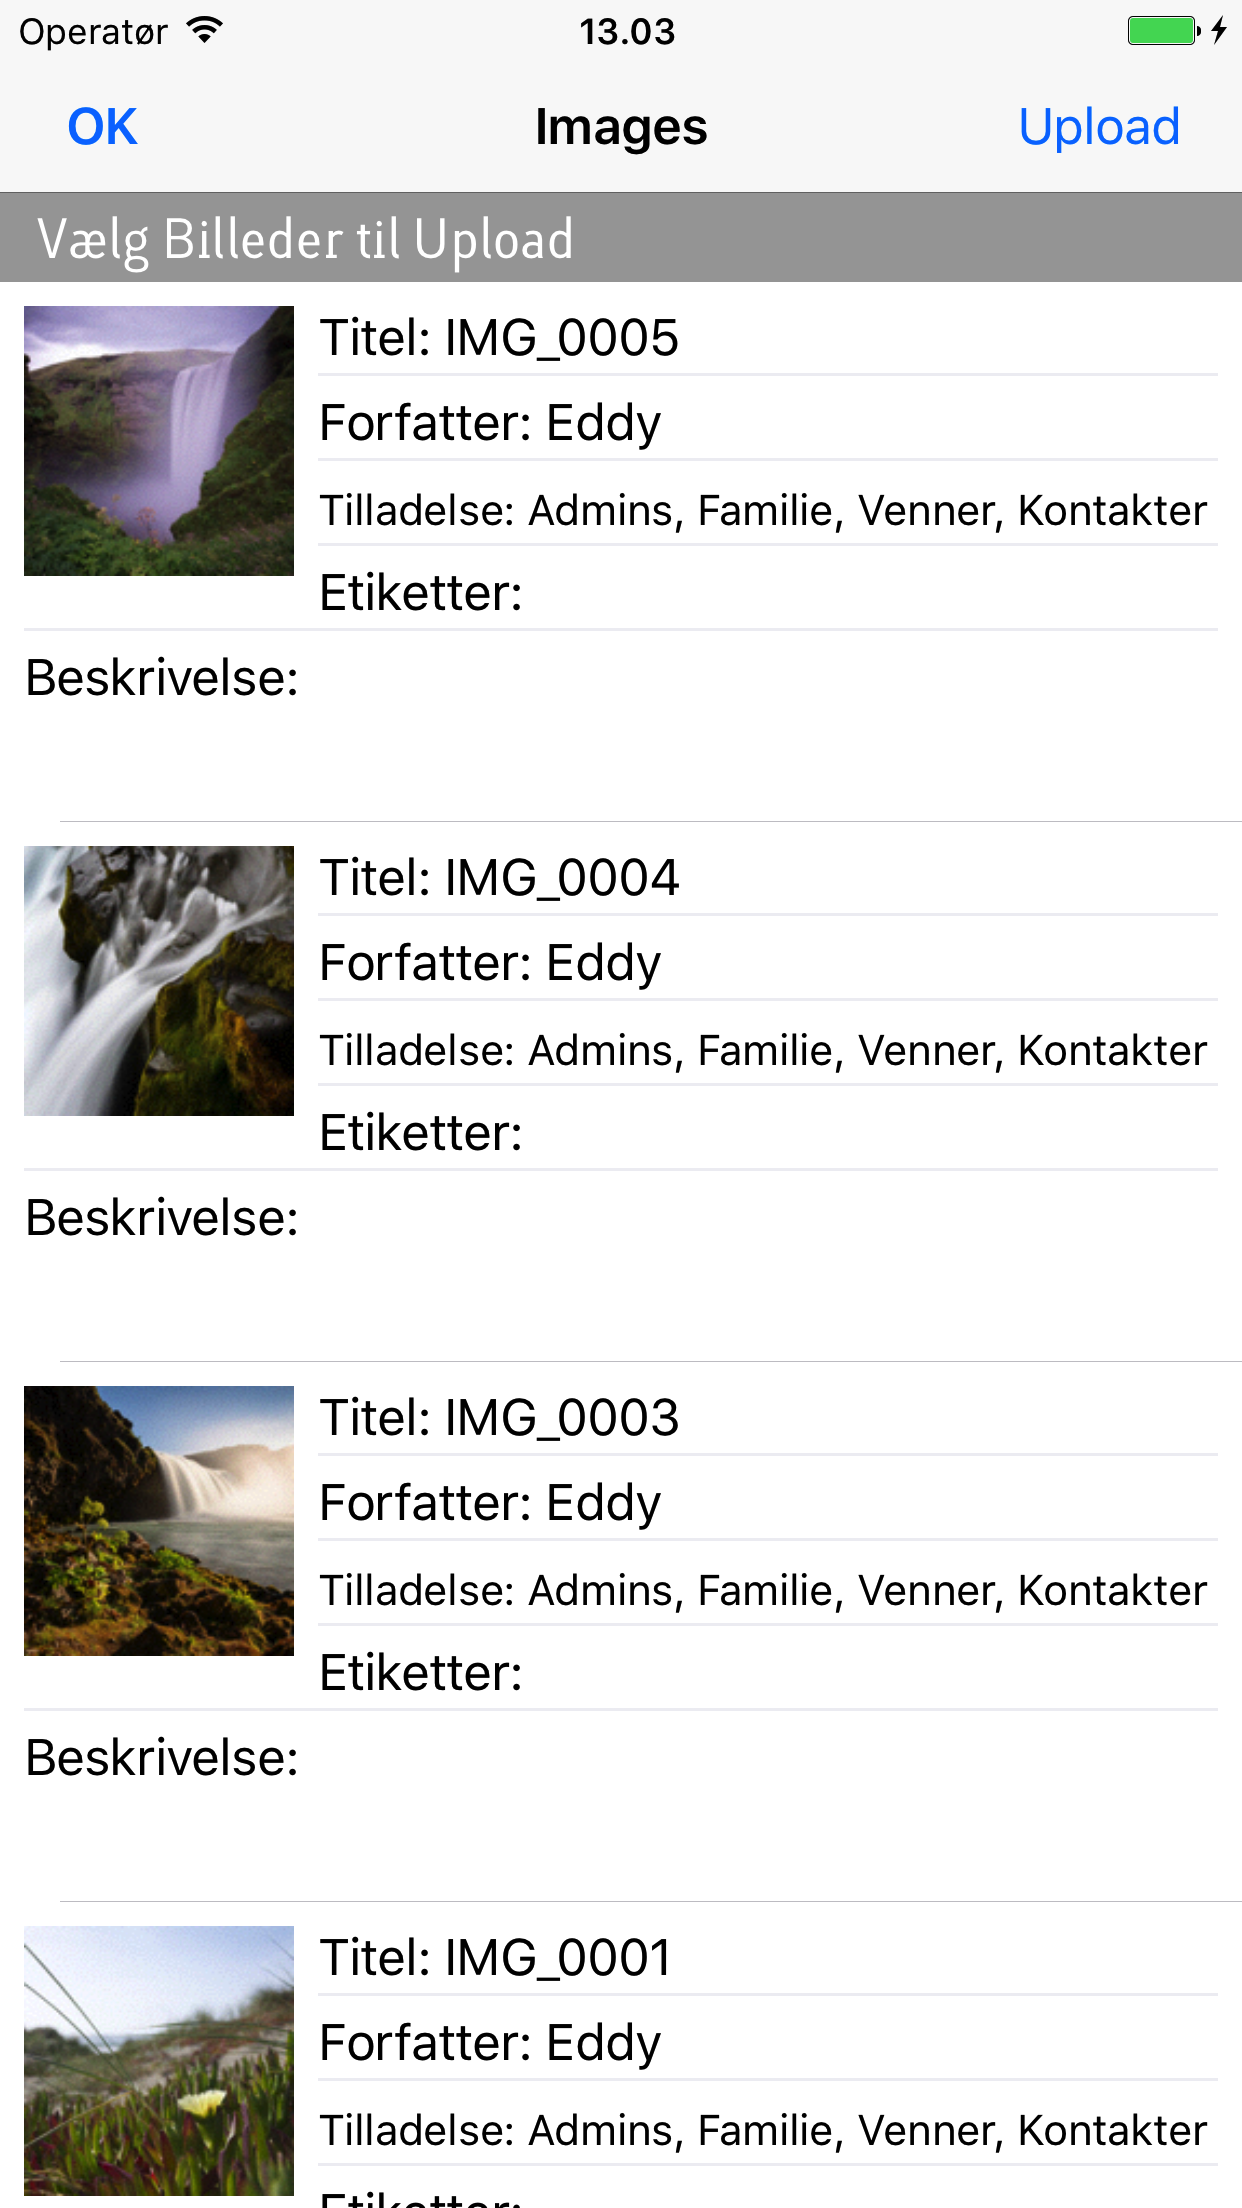 Operatør 13.03
OK Images Upload
Vælg Billeder til Upload
Titel: IMG_0005
Forfatter: Eddy
Tilladelse: Admins, Familie, Venner, Kontakter
Etiketter:
Beskrivelse:
Titel: IMG_0004
Forfatter: Eddy
Tilladelse: Admins, Familie, Venner, Kontakter
Etiketter:
Beskrivelse:
Titel: IMG_0003
Forfatter: Eddy
Tilladelse: Admins, Familie, Venner, Kontakter
Etiketter:
Beskrivelse:
Titel: IMG_0001
Forfatter: Eddy
Tilladelse: Admins, Familie, Venner, Kontakter
Etiketter: